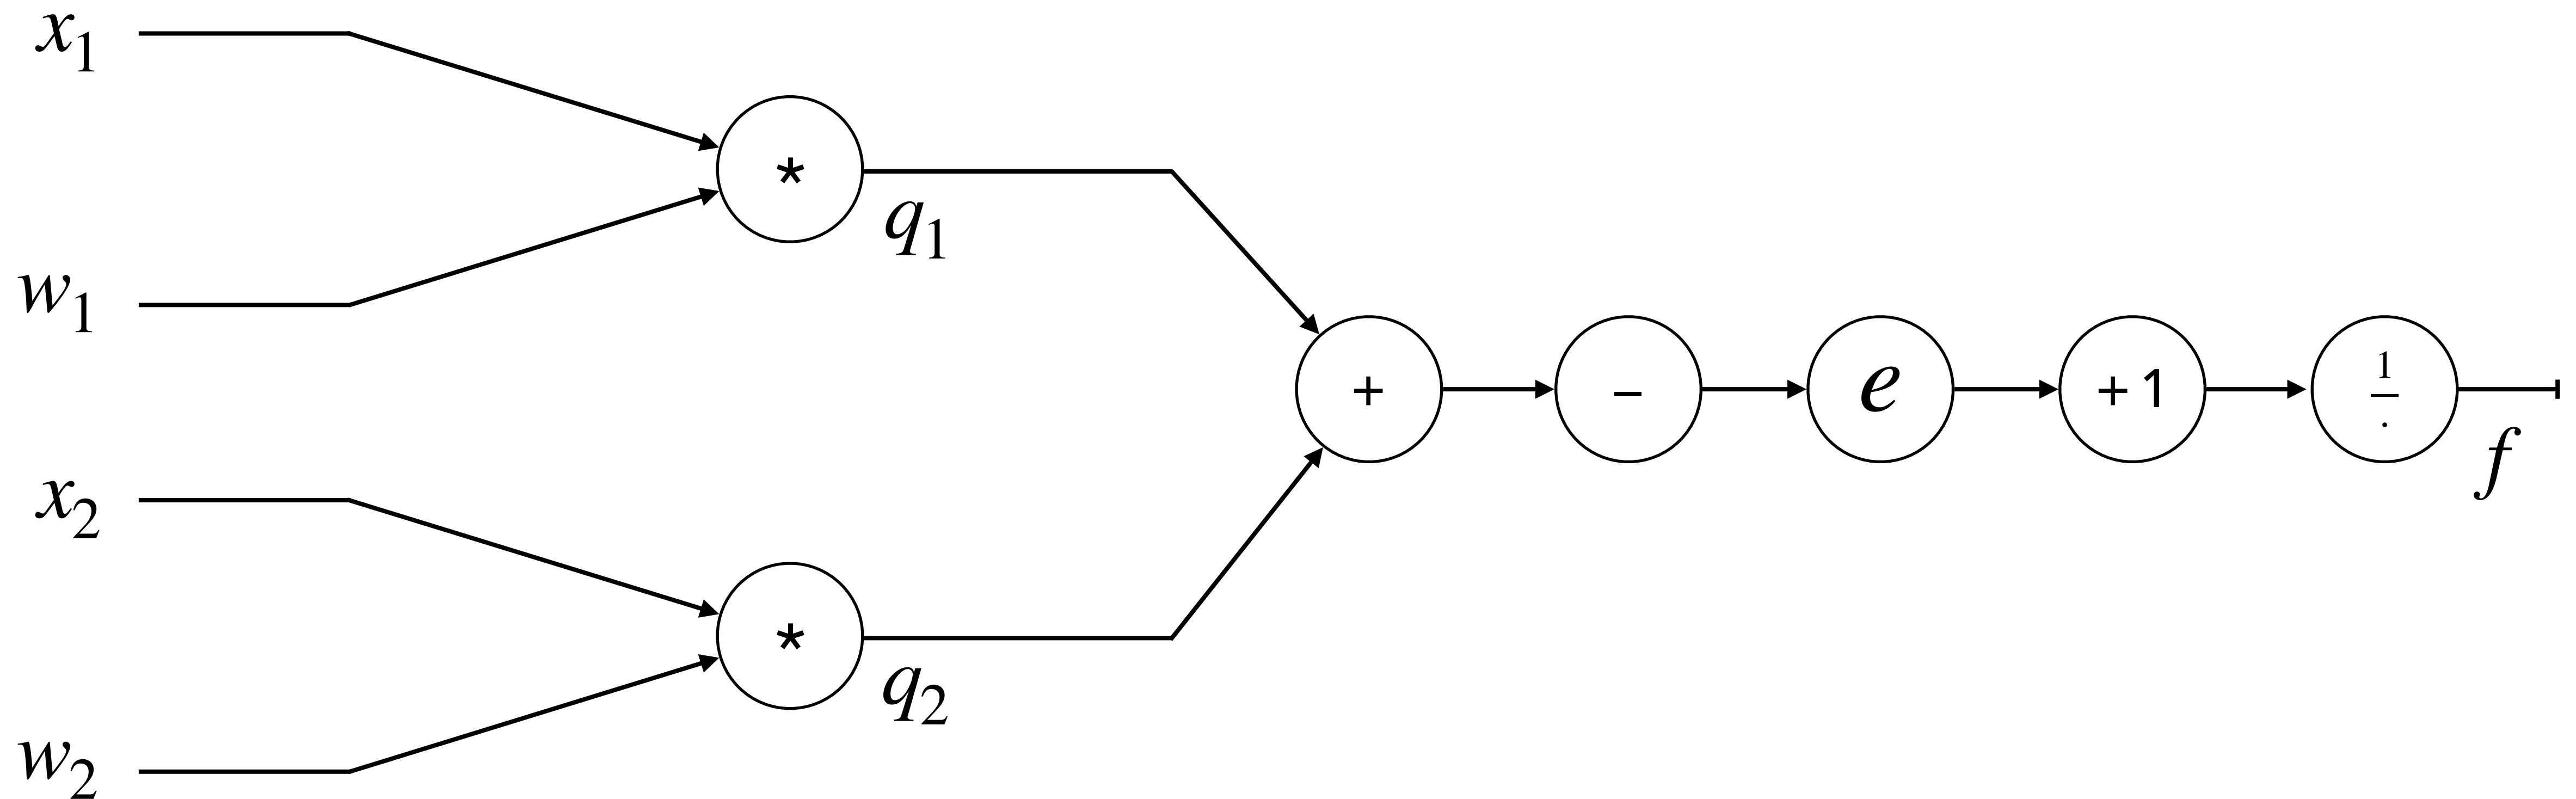 x₁
*
w₁
q₁
+
–
e
+1
1/·
f
x₂
*
w₂
q₂